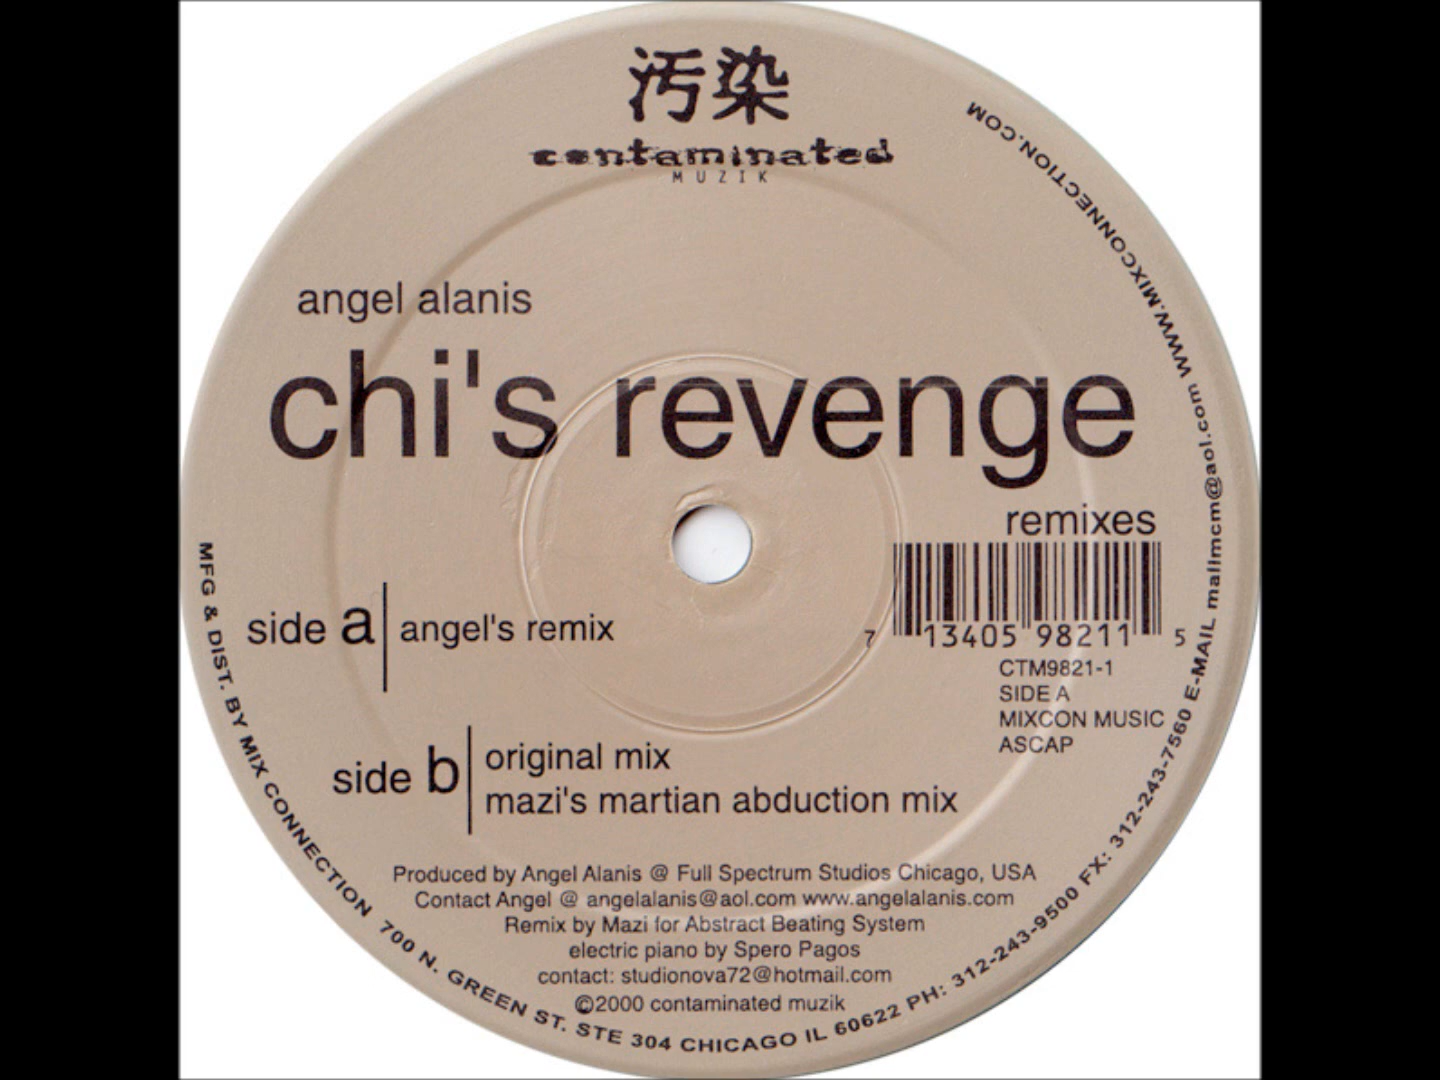 汚染
contaminated
MUZIK
angel alanis
chi's revenge
remixes
7 13405 98211 5
CTM9821-1
SIDE A
MIXCON MUSIC
ASCAP
side a
angel's remix
side b
original mix
mazi's martian abduction mix
Produced by Angel Alanis @ Full Spectrum Studios Chicago, USA
Contact Angel @ angelalanis@aol.com www.angelalanis.com
Remix by Mazi for Abstract Beating System
electric piano by Spero Pagos
contact: studionova72@hotmail.com
©2000 contaminated muzik
MFG & DIST. BY MIX CONNECTION 700 N. GREEN ST. STE 304 CHICAGO IL 60622 PH: 312-243-9500 FX: 312-243-7560 E-MAIL mailmcm@aol.com WWW.MIXCONNECTION.COM